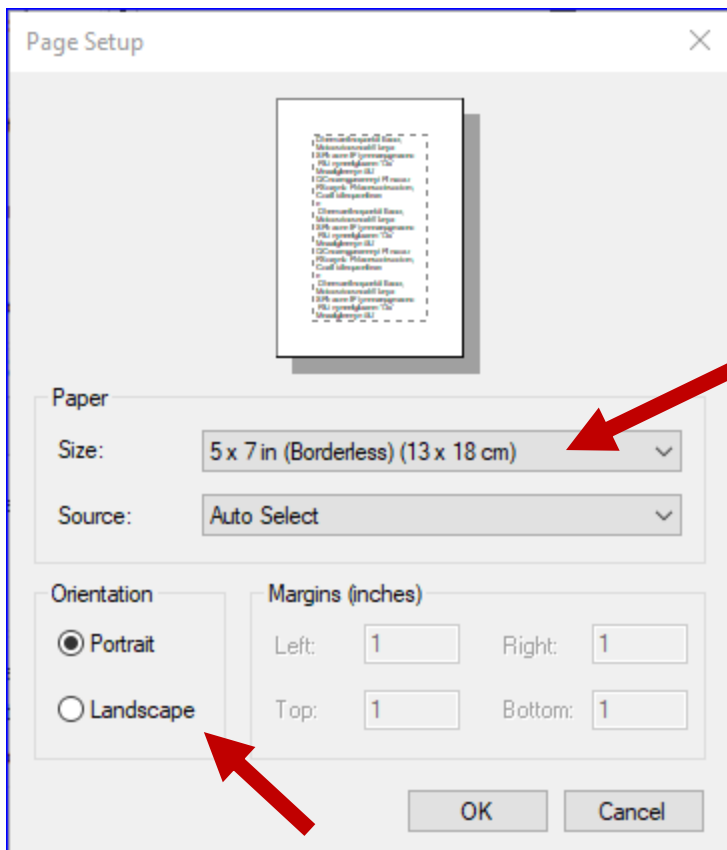 Page Setup
Paper
Size: 5 x 7 in (Borderless) (13 x 18 cm)
Source: Auto Select
Orientation
Portrait
Landscape
Margins (inches)
Left: 1 Right: 1
Top: 1 Bottom: 1
OK Cancel